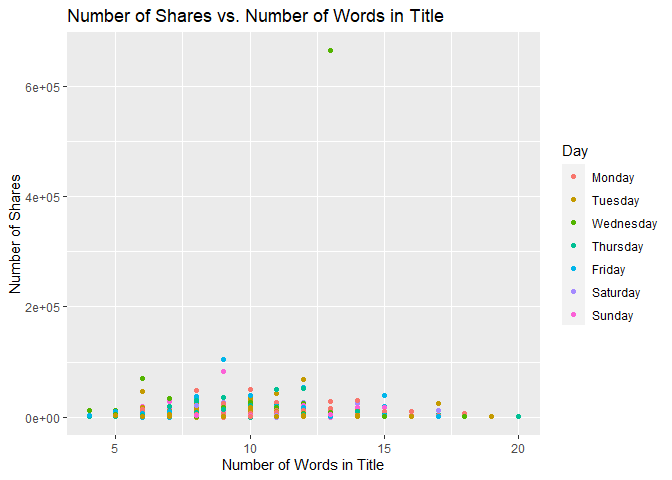 Number of Shares vs. Number of Words in Title
6e+05
4e+05
2e+05
0e+00
Number of Shares
5
10
15
20
Number of Words in Title
Day
Monday
Tuesday
Wednesday
Thursday
Friday
Saturday
Sunday